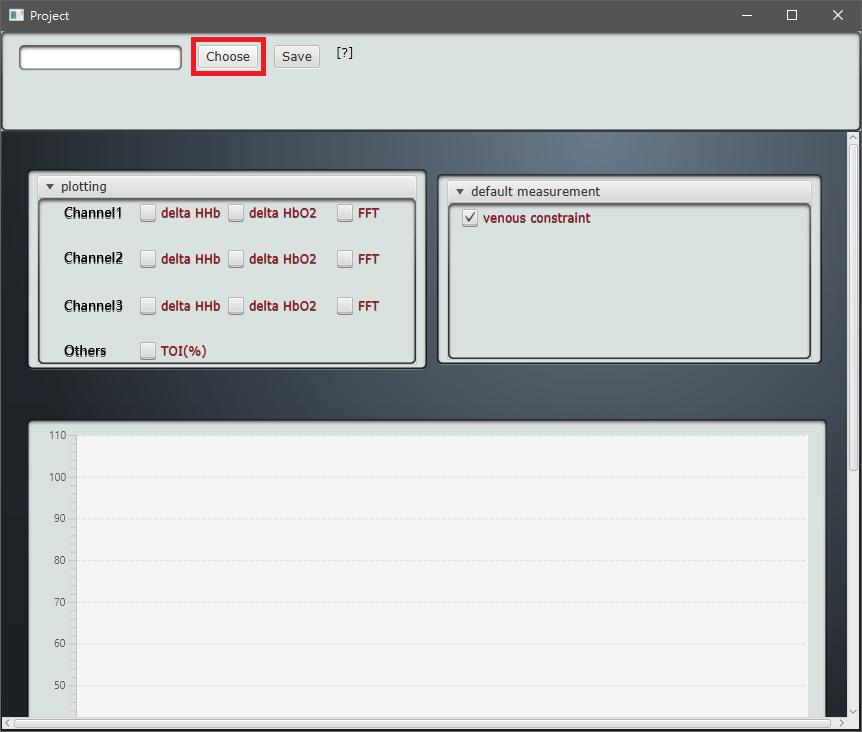 Project
Choose Save [?]
plotting
Channel1 delta HHb delta HbO2 FFT
Channel2 delta HHb delta HbO2 FFT
Channel3 delta HHb delta HbO2 FFT
Others TOI(%)
default measurement
venous constraint
110
100
90
80
70
60
50